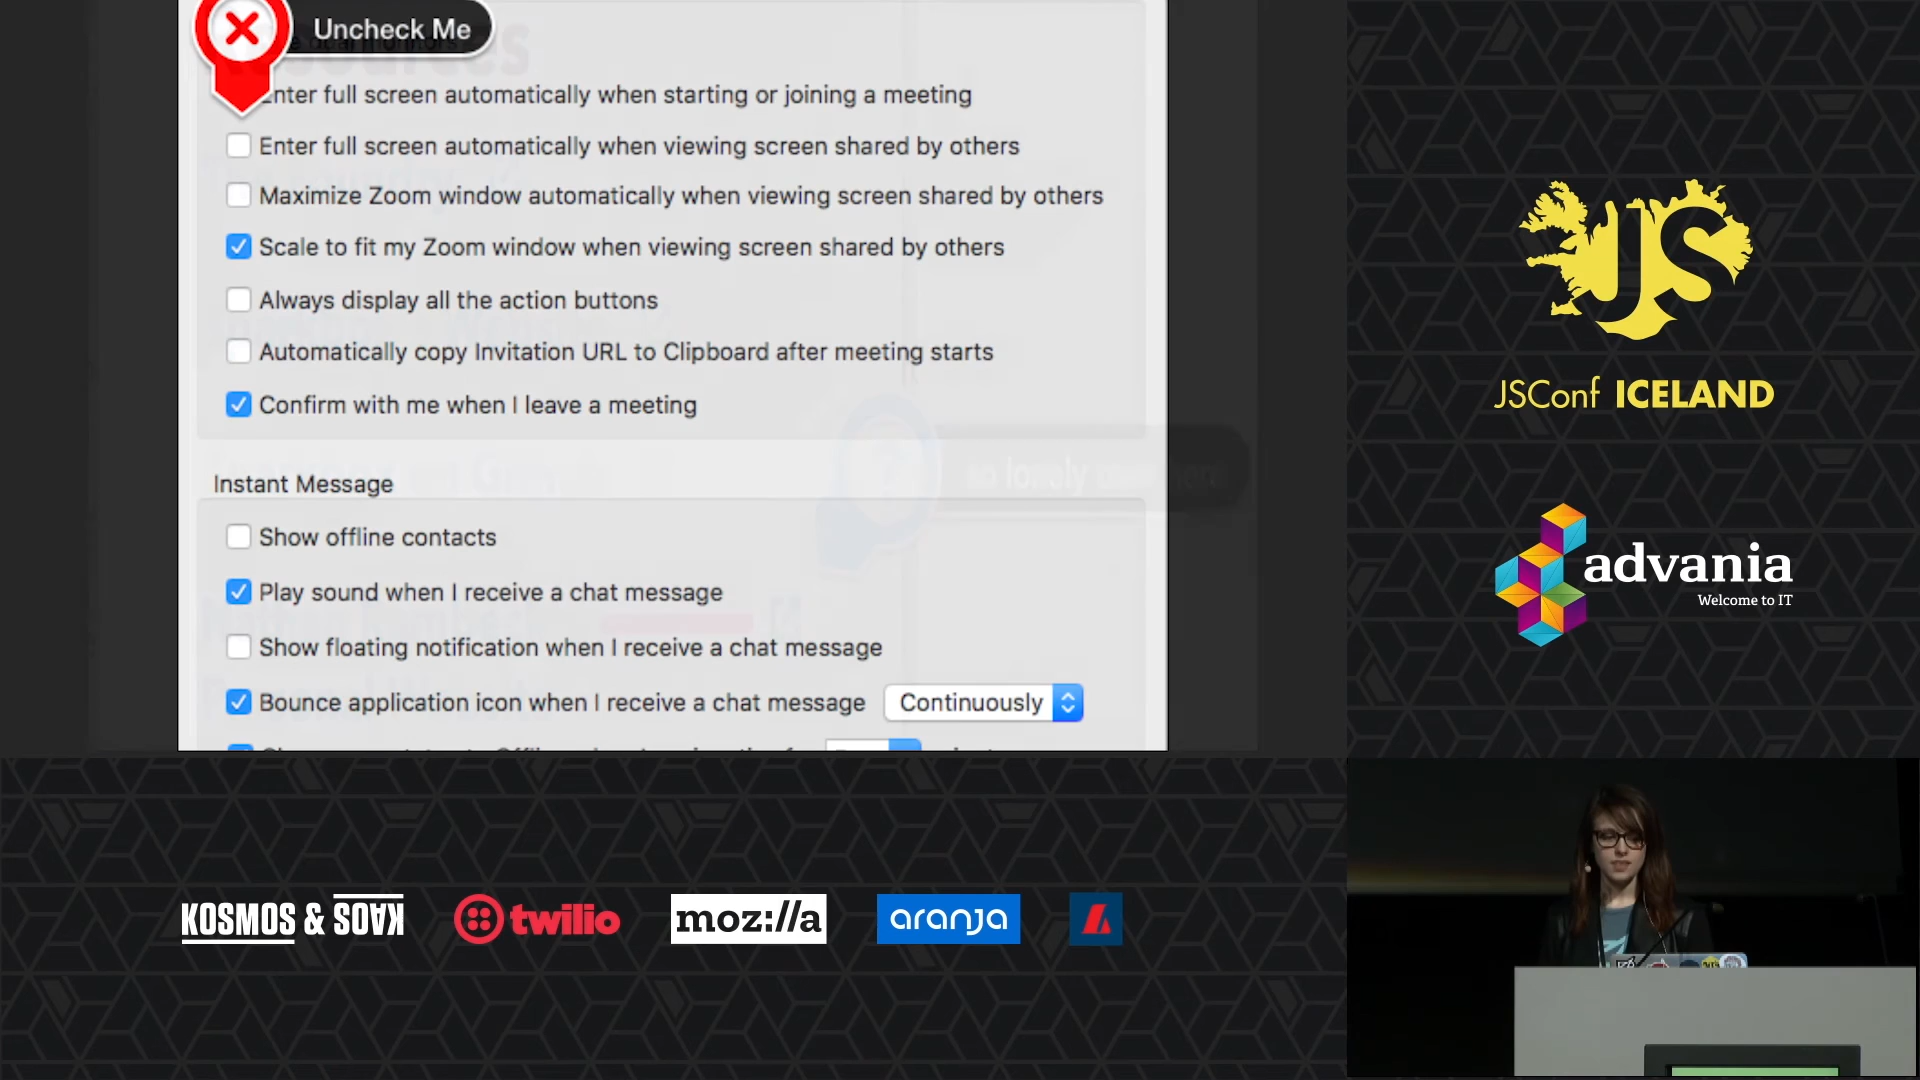 Uncheck Me
Enter full screen automatically when starting or joining a meeting
Enter full screen automatically when viewing screen shared by others
Maximize Zoom window automatically when viewing screen shared by others
Scale to fit my Zoom window when viewing screen shared by others
Always display all the action buttons
Automatically copy Invitation URL to Clipboard after meeting starts
Confirm with me when I leave a meeting
so lonely
Instant Message
Show offline contacts
Play sound when I receive a chat message
Show floating notification when I receive a chat message
Bounce application icon when I receive a chat message Continuously
JS
JSConf ICELAND
advania
Welcome to IT
KOSMOS & KAOS
twilio
moz://a
aranja